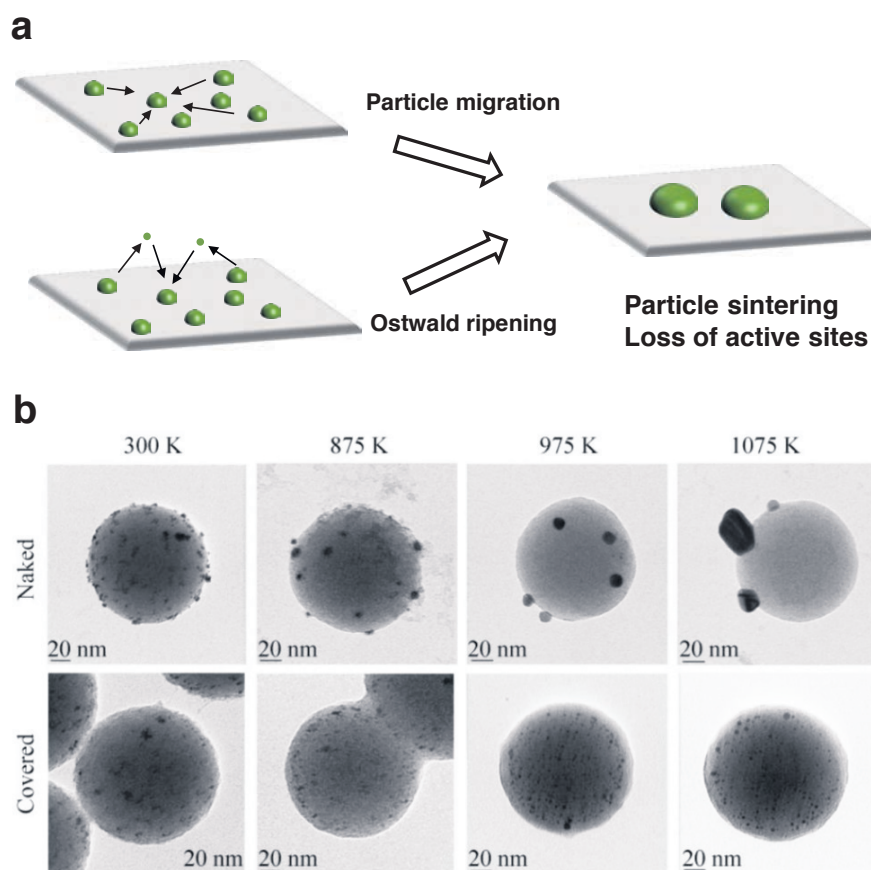 a
Particle migration
Ostwald ripening
Particle sintering
Loss of active sites
b
300 K
875 K
975 K
1075 K
Naked
20 nm
20 nm
20 nm
20 nm
Covered
20 nm
20 nm
20 nm
20 nm